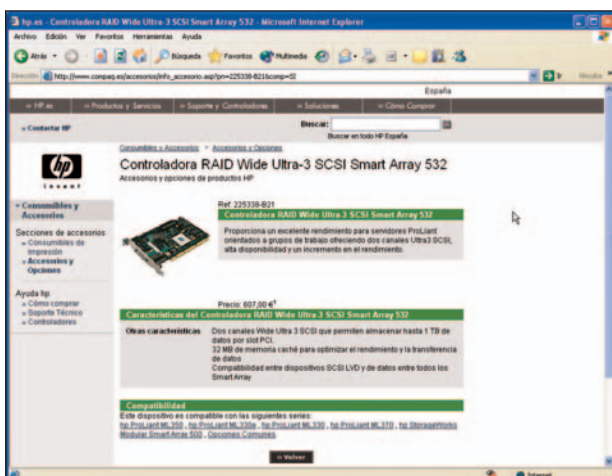 hp.es - Controladora RAID Wide Ultra-3 SCSI Smart Array 532 - Microsoft Internet Explorer
Archivo Edición Ver Favoritos Herramientas Ayuda
Atrás Búsqueda Favoritos Multimedia
Dirección http://www.compaq.es/accesorios/info_accesorio.asp?pn=225338-B21&comp=SI Ir Vínculos
España
» HP.es » Productos y Servicios » Soporte y Controladores » Soluciones » Cómo Comprar
» Contactar HP Buscar:
Buscar en todo HP España
Consumibles y Accesorios > Accesorios y Opciones
Controladora RAID Wide Ultra-3 SCSI Smart Array 532
Accesorios y opciones de productos HP
hp
invent
Ref. 225338-B21
» Consumibles y
Accesorios
Controladora RAID Wide Ultra-3 SCSI Smart Array 532
Proporciona un excelente rendimiento para servidores ProLiant
orientados a grupos de trabajo ofreciendo dos canales Ultra3 SCSI,
alta disponibilidad y un incremento en el rendimiento.
Secciones de accesorios
» Consumibles de
Impresión
» Accesorios y
Opciones
Ayuda hp
» Cómo comprar
» Soporte Técnico
» Controladores
Precio: 607,00 €¹
Características del Controladora RAID Wide Ultra-3 SCSI Smart Array 532
Otras características Dos canales Wide Ultra 3 SCSI que permiten almacenar hasta 1 TB de
datos por slot PCI.
32 MB de memoria caché para optimizar el rendimiento y la transferencia
de datos
Compatibilidad entre dispositivos SCSI LVD y de datos entre todos los
Smart Array
Compatibilidad
Este dispositivo es compatible con las siguientes series:
hp ProLiant ML350 , hp ProLiant ML330e , hp ProLiant ML330 , hp ProLiant ML370 , hp StorageWorks
Modular Smart Array 500 , Opciones Comunes
» Volver
Internet